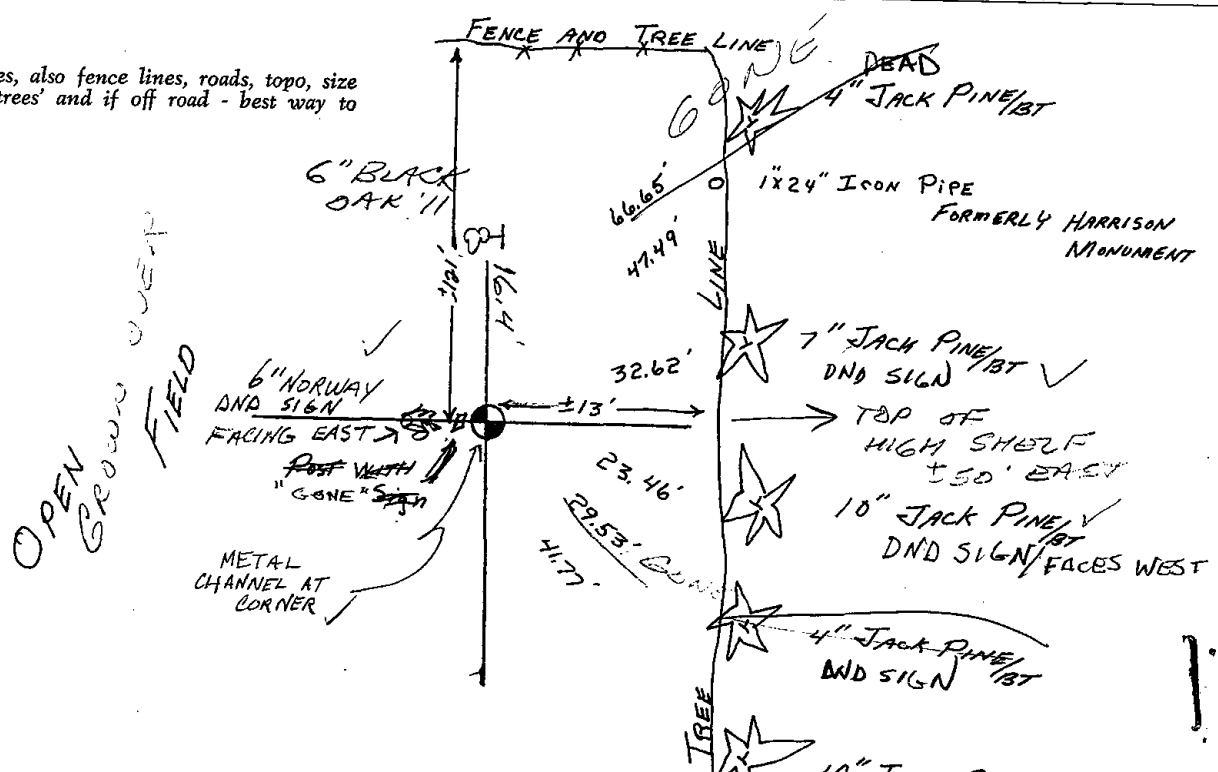 FENCE AND TREE LINE
es, also fence lines, roads, topo, size
trees' and if off road - best way to
GONE
DEAD
4" JACK PINE/BT
6" BLACK
OAK '11
66.65'
1"X24" IRON PIPE
FORMERLY HARRISON
MONUMENT
47.49'
±121'
16.4'
LINE
OPEN
GROWN OVER
FIELD
7" JACK PINE/BT
DND SIGN
32.62'
6" NORWAY
DND SIGN
FACING EAST
±13'
TOP OF
HIGH SHELF
±50' EAST
POST WITH
"GONE" Sign
23.46'
10" JACK PINE/BT
DND SIGN/FACES WEST
29.53' GONE
41.77'
METAL
CHANNEL AT
CORNER
4" JACK PINE/BT
DND SIGN
TREE